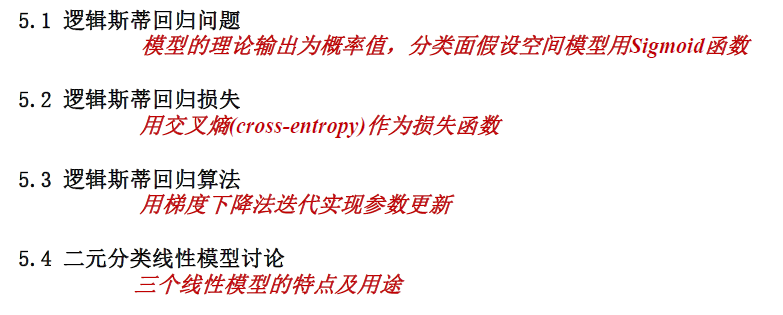 5.1 逻辑斯蒂回归问题
模型的理论输出为概率值，分类面假设空间模型用Sigmoid函数
5.2 逻辑斯蒂回归损失
用交叉熵(cross-entropy)作为损失函数
5.3 逻辑斯蒂回归算法
用梯度下降法迭代实现参数更新
5.4 二元分类线性模型讨论
三个线性模型的特点及用途